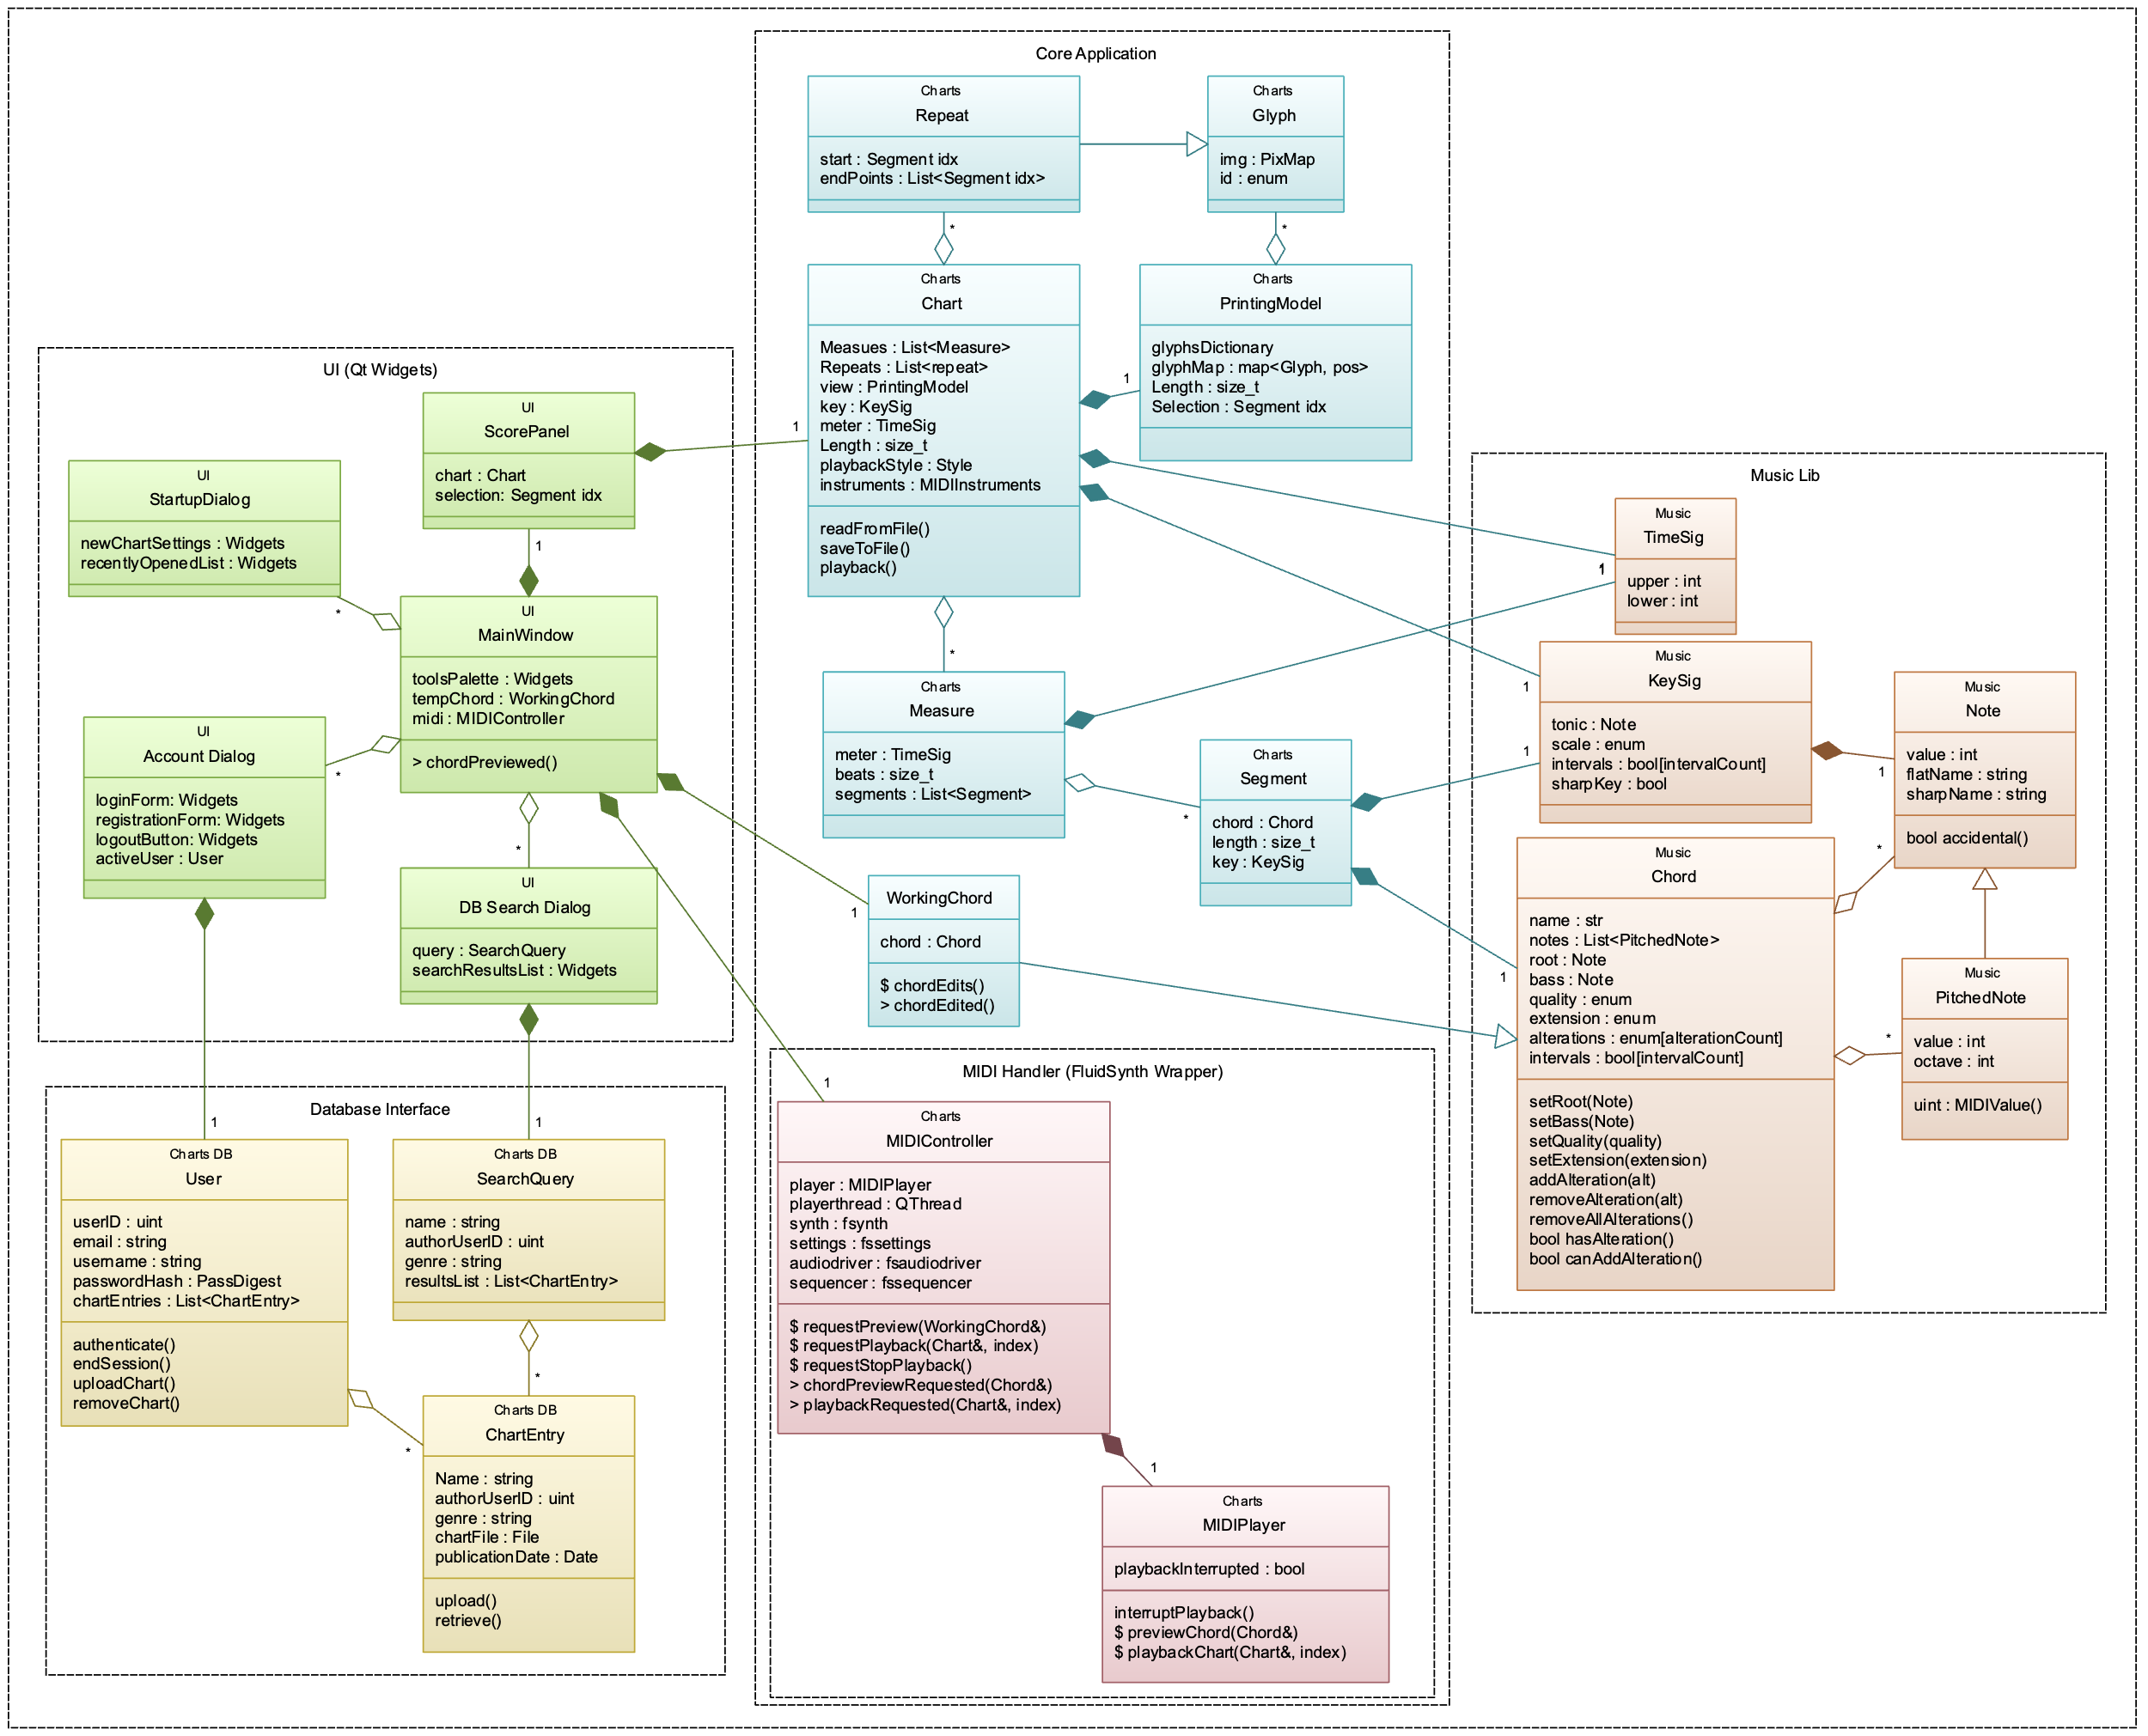 Core Application
Charts
Repeat
start : Segment idx
endPoints : List<Segment idx>
Charts
Glyph
img : PixMap
id : enum
*
*
Charts
Chart
Measues : List<Measure>
Repeats : List<repeat>
view : PrintingModel
key : KeySig
meter : TimeSig
Length : size_t
playbackStyle : Style
instruments : MIDIInstruments
readFromFile()
saveToFile()
playback()
Charts
PrintingModel
glyphsDictionary
glyphMap : map<Glyph, pos>
Length : size_t
Selection : Segment idx
1
1
*
Charts
Measure
meter : TimeSig
beats : size_t
segments : List<Segment>
*
Charts
Segment
chord : Chord
length : size_t
key : KeySig
WorkingChord
chord : Chord
$ chordEdits()
> chordEdited()
1
UI (Qt Widgets)
UI
ScorePanel
chart : Chart
selection: Segment idx
1
UI
StartupDialog
newChartSettings : Widgets
recentlyOpenedList : Widgets
*
UI
MainWindow
toolsPalette : Widgets
tempChord : WorkingChord
midi : MIDIController
> chordPreviewed()
UI
Account Dialog
loginForm: Widgets
registrationForm: Widgets
logoutButton: Widgets
activeUser : User
*
*
UI
DB Search Dialog
query : SearchQuery
searchResultsList : Widgets
Database Interface
1
1
Charts DB
User
userID : uint
email : string
username : string
passwordHash : PassDigest
chartEntries : List<ChartEntry>
authenticate()
endSession()
uploadChart()
removeChart()
Charts DB
SearchQuery
name : string
authorUserID : uint
genre : string
resultsList : List<ChartEntry>
*
*
Charts DB
ChartEntry
Name : string
authorUserID : uint
genre : string
chartFile : File
publicationDate : Date
upload()
retrieve()
MIDI Handler (FluidSynth Wrapper)
1
Charts
MIDIController
player : MIDIPlayer
playerthread : QThread
synth : fsynth
settings : fssettings
audiodriver : fsaudiodriver
sequencer : fssequencer
$ requestPreview(WorkingChord&)
$ requestPlayback(Chart&, index)
$ requestStopPlayback()
> chordPreviewRequested(Chord&)
> playbackRequested(Chart&, index)
1
Charts
MIDIPlayer
playbackInterrupted : bool
interruptPlayback()
$ previewChord(Chord&)
$ playbackChart(Chart&, index)
Music Lib
Music
TimeSig
upper : int
lower : int
1
1
1
Music
KeySig
tonic : Note
scale : enum
intervals : bool[intervalCount]
sharpKey : bool
1
Music
Note
value : int
flatName : string
sharpName : string
bool accidental()
1
Music
Chord
name : str
notes : List<PitchedNote>
root : Note
bass : Note
quality : enum
extension : enum
alterations : enum[alterationCount]
intervals : bool[intervalCount]
setRoot(Note)
setBass(Note)
setQuality(quality)
setExtension(extension)
addAlteration(alt)
removeAlteration(alt)
removeAllAlterations()
bool hasAlteration()
bool canAddAlteration()
*
*
Music
PitchedNote
value : int
octave : int
uint : MIDIValue()